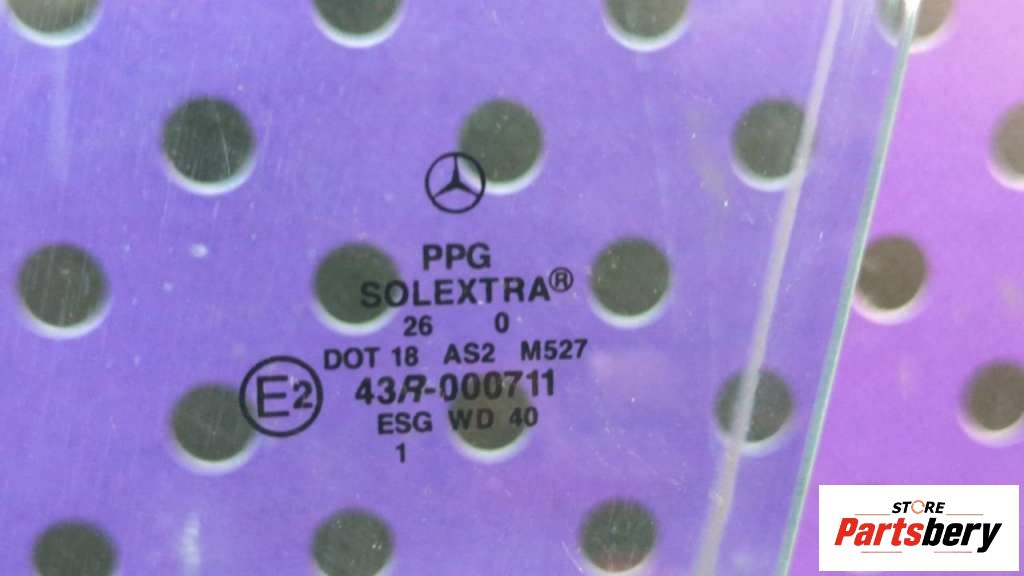 PPG
SOLEXTRA®
26 0
DOT 18 AS2 M527
E2 43R-000711
ESG WD 40
1
STORE
Partsbery